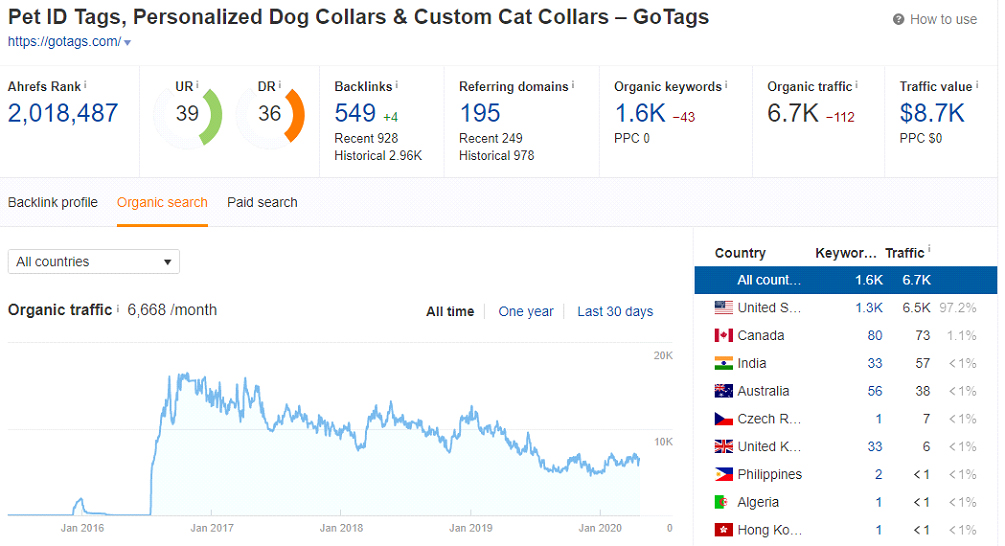 Pet ID Tags, Personalized Dog Collars & Custom Cat Collars – GoTags
How to use
https://gotags.com/
Ahrefs Rank i
2,018,487
UR i
39
DR i
36
Backlinks i
549 +4
Recent 928
Historical 2.96K
Referring domains i
195
Recent 249
Historical 978
Organic keywords i
1.6K −43
PPC 0
Organic traffic i
6.7K −112
Traffic value i
$8.7K
PPC $0
Backlink profile Organic search Paid search
All countries
Organic traffic i 6,668 /month
All time One year Last 30 days
20K
10K
0
Jan 2016 Jan 2017 Jan 2018 Jan 2019 Jan 2020
Country Keywor... Traffic i
All count... 1.6K 6.7K
United S... 1.3K 6.5K 97.2%
Canada 80 73 1.1%
India 33 57 <1%
Australia 56 38 <1%
Czech R... 1 7 <1%
United K... 33 6 <1%
Philippines 2 <1 <1%
Algeria 1 <1 <1%
Hong Ko... 1 <1 <1%